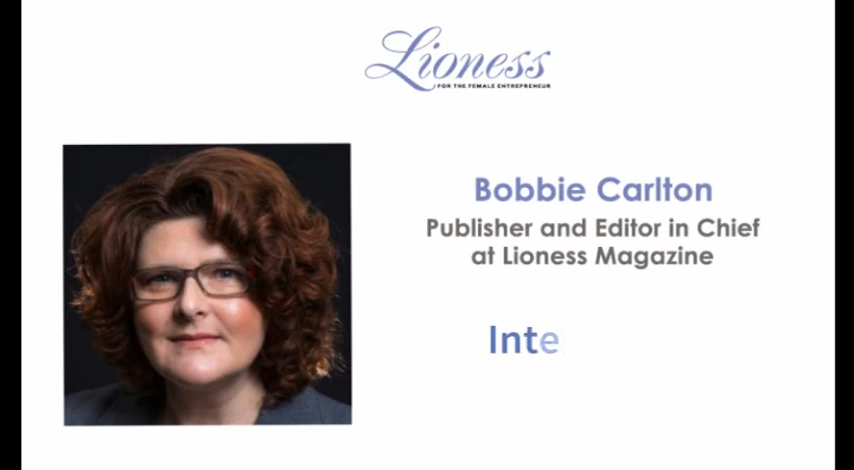 Lioness
FOR THE FEMALE ENTREPRENEUR
Bobbie Carlton
Publisher and Editor in Chief
at Lioness Magazine
Inte